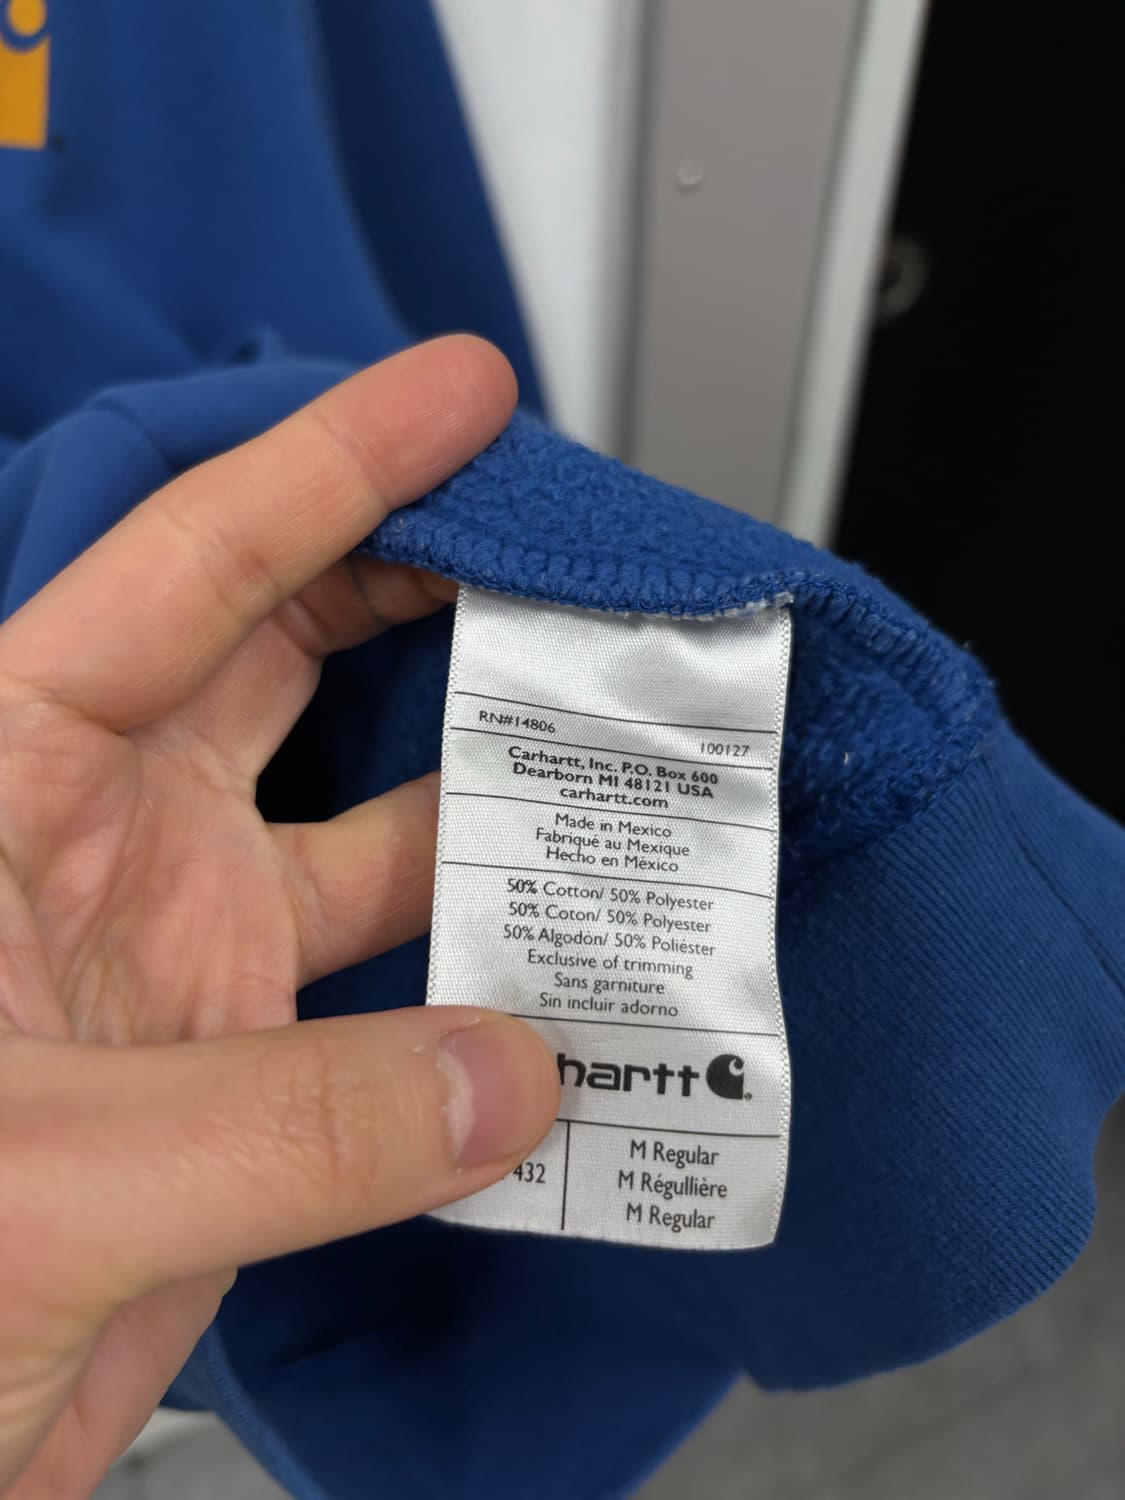 RN#14806
100127
Carhartt, Inc. P.O. Box 600
Dearborn MI 48121 USA
carhartt.com
Made in Mexico
Fabriqué au Mexique
Hecho en México
50% Cotton/ 50% Polyester
50% Coton/ 50% Polyester
50% Algodón/ 50% Poliéster
Exclusive of trimming
Sans garniture
Sin incluir adorno
hartt
432
M Regular
M Régullière
M Regular